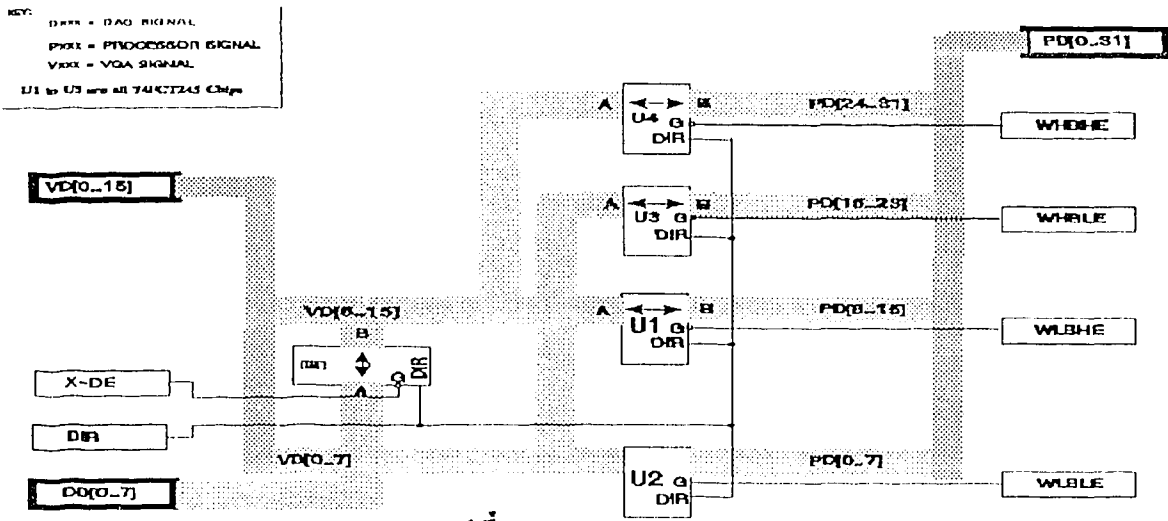 KEY:
DXXX = DAQ SIGNAL
PXXX = PROCESSOR SIGNAL
VXXX = VGA SIGNAL
U1 to U5 are all 74HCT245 Chips
PD[0..31]
A B
U4 G
DIR
PD[24..31]
WHBHE
VD[0..15]
A B
U3 G
DIR
PD[16..23]
WHBLE
VD[8..15]
A B
U1 G
DIR
PD[8..15]
WLBHE
B
G DIR
A
X-DE
DIR
VD[0..7]
DD[0..7]
U2 G
DIR
PD[0..7]
WLBLE